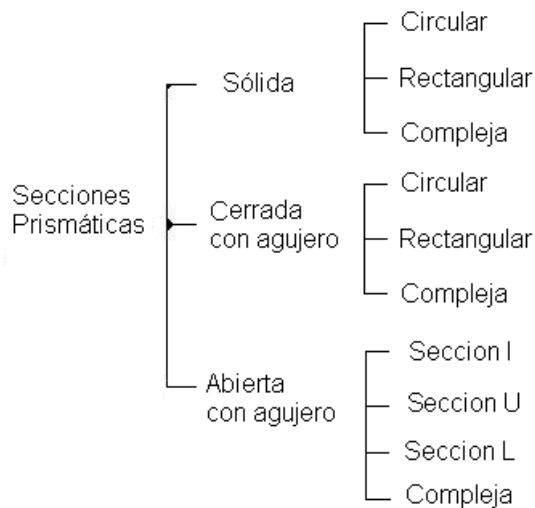 Secciones
Prismáticas
Sólida
Circular
Rectangular
Compleja
Cerrada
con agujero
Circular
Rectangular
Compleja
Abierta
con agujero
Seccion I
Seccion U
Seccion L
Compleja